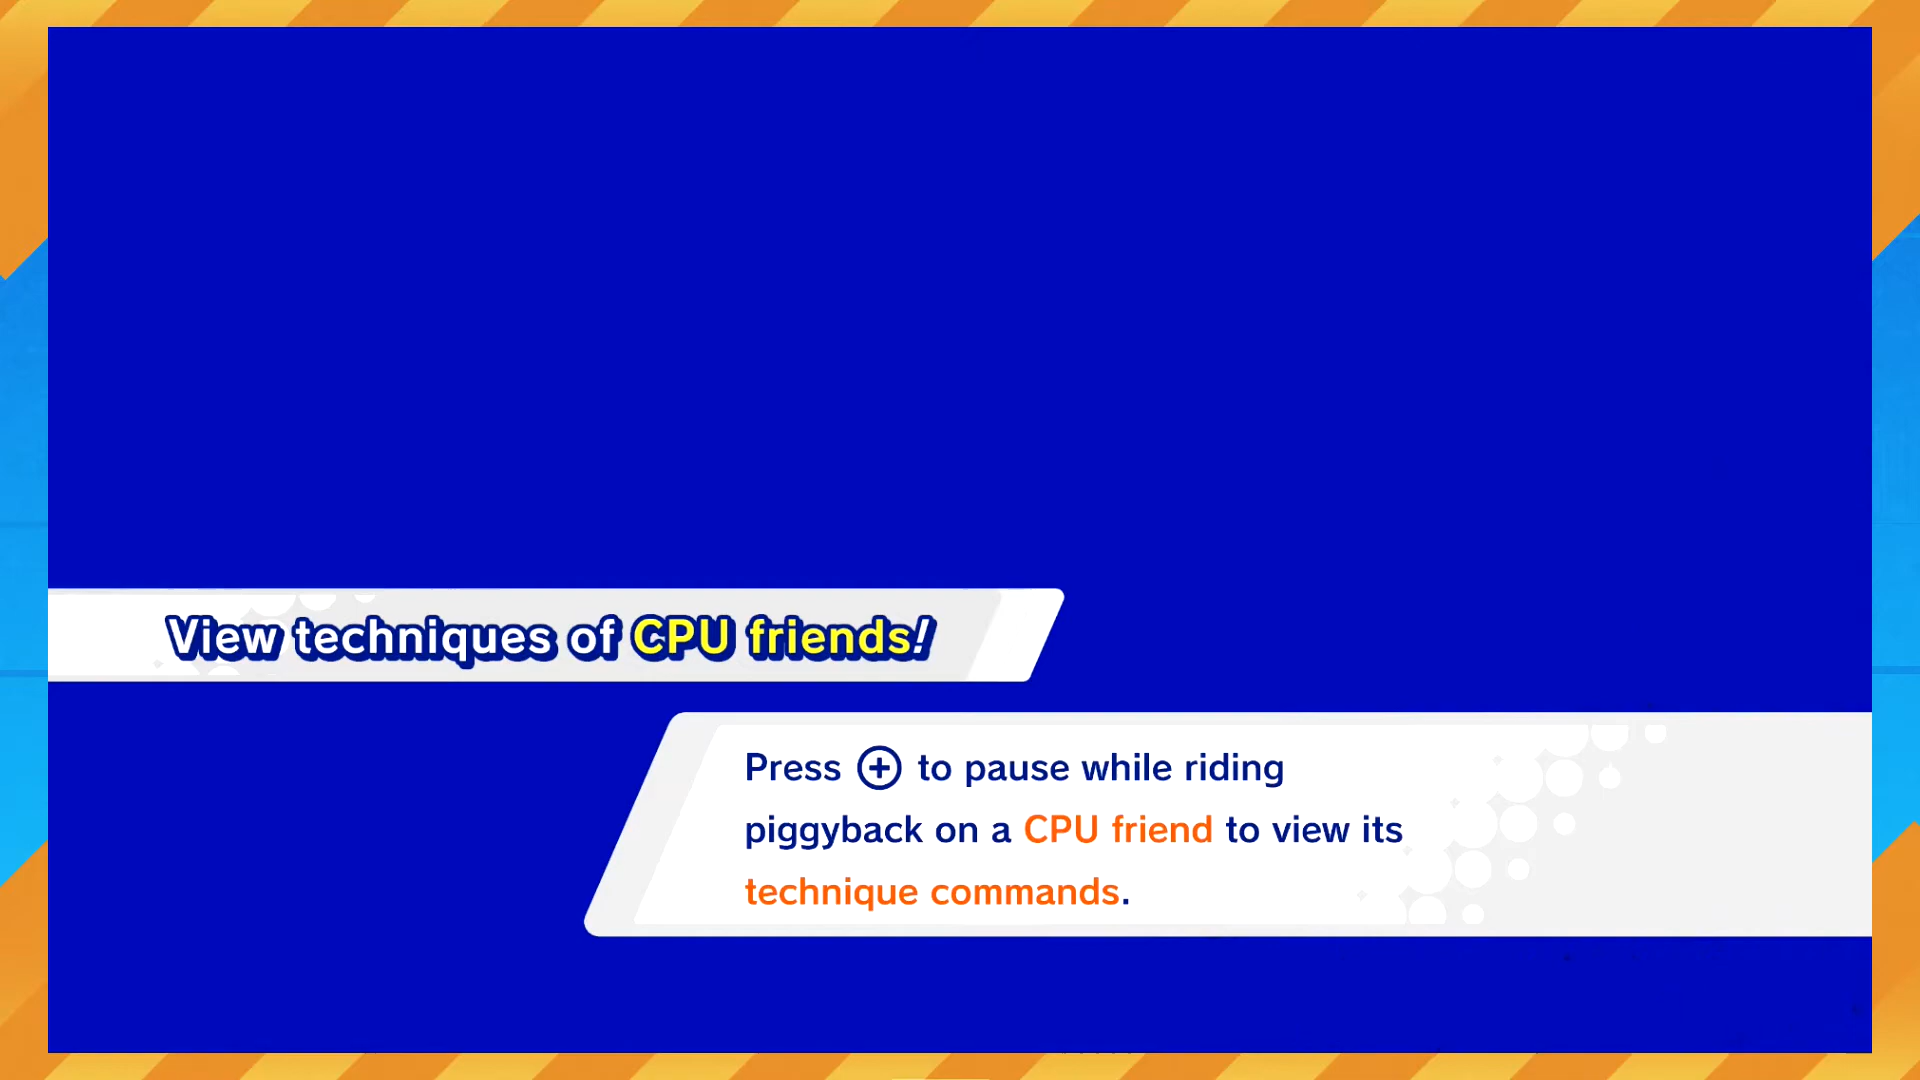 View techniques of CPU friends!
Press ⊕ to pause while riding
piggyback on a CPU friend to view its
technique commands.